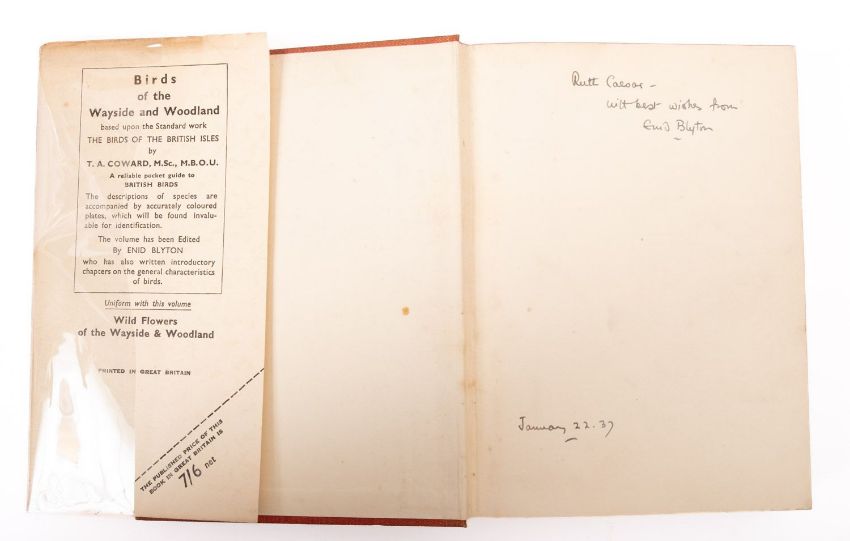 Birds
of the
Wayside and Woodland
based upon the Standard work
THE BIRDS OF THE BRITISH ISLES
by
T. A. COWARD, M.Sc., M.B.O.U.
A reliable pocket guide to
BRITISH BIRDS
The descriptions of species are
accompanied by accurately coloured
plates, which will be found invalu-
able for identification.
The volume has been Edited
By ENID BLYTON
who has also written introductory
chapters on the general characteristics
of birds.
Uniform with this volume
Wild Flowers
of the Wayside & Woodland
PRINTED IN GREAT BRITAIN
THE PUBLISHED PRICE OF THIS
BOOK IN GREAT BRITAIN IS
7/6 net
Ruth Caesar -
with best wishes from
Enid Blyton
January 22. 37